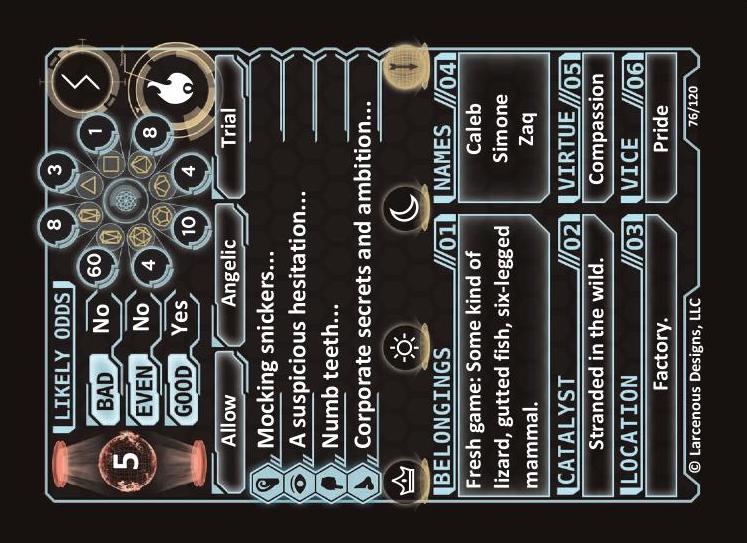 5
LIKELY ODDS
BAD No
EVEN No
GOOD Yes
60
8
3
1
8
4
10
4
Allow
Angelic
Trial
Mocking snickers...
A suspicious hesitation...
Numb teeth...
Corporate secrets and ambition...
BELONGINGS //01
Fresh game: Some kind of
lizard, gutted fish, six-legged
mammal.
NAMES //04
Caleb
Simone
Zaq
CATALYST //02
Stranded in the wild.
VIRTUE //05
Compassion
LOCATION //03
Factory.
VICE //06
Pride
© Larcenous Designs, LLC
76/120